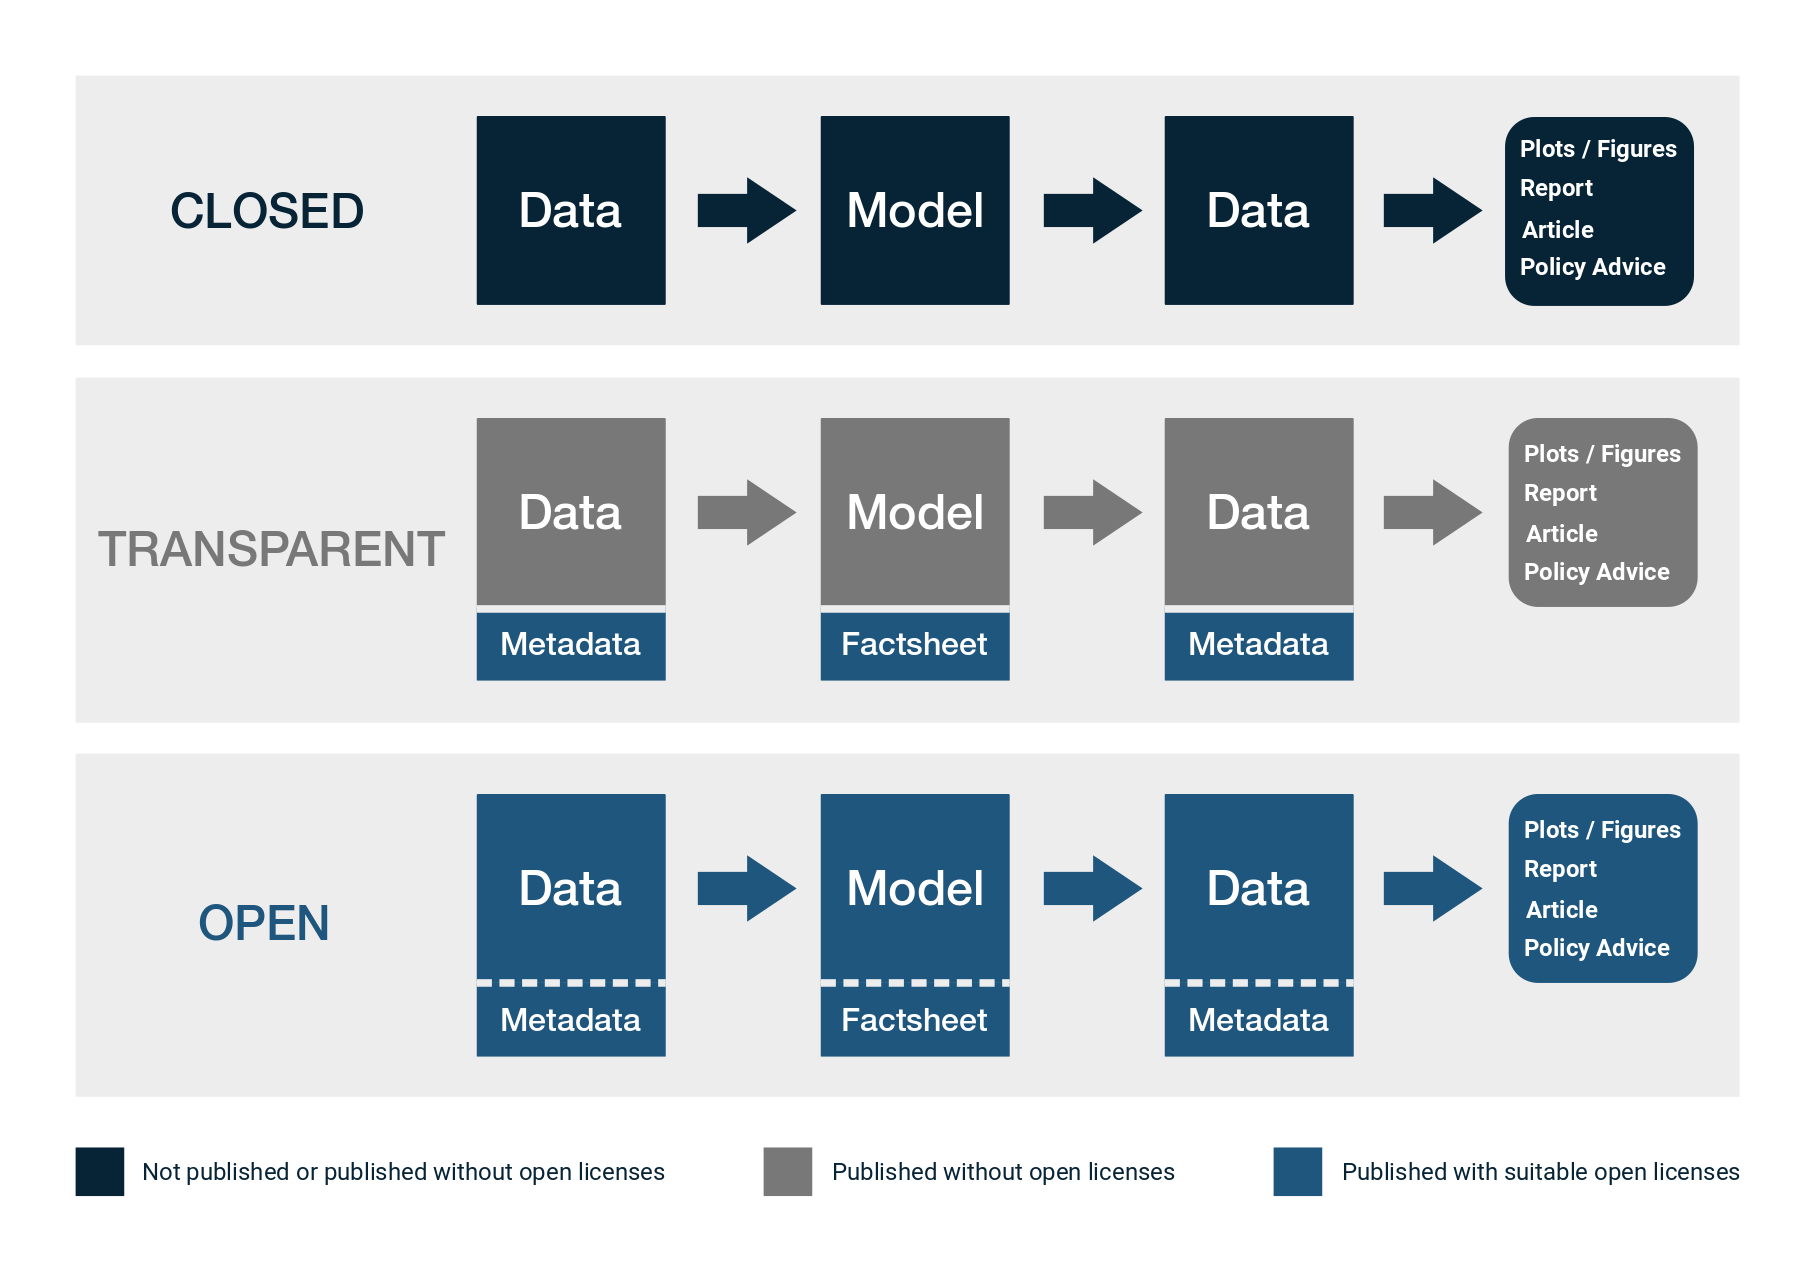 CLOSED
Data
Model
Data
Plots / Figures
Report
Article
Policy Advice
TRANSPARENT
Data
Metadata
Model
Factsheet
Data
Metadata
Plots / Figures
Report
Article
Policy Advice
OPEN
Data
Metadata
Model
Factsheet
Data
Metadata
Plots / Figures
Report
Article
Policy Advice
Not published or published without open licenses
Published without open licenses
Published with suitable open licenses